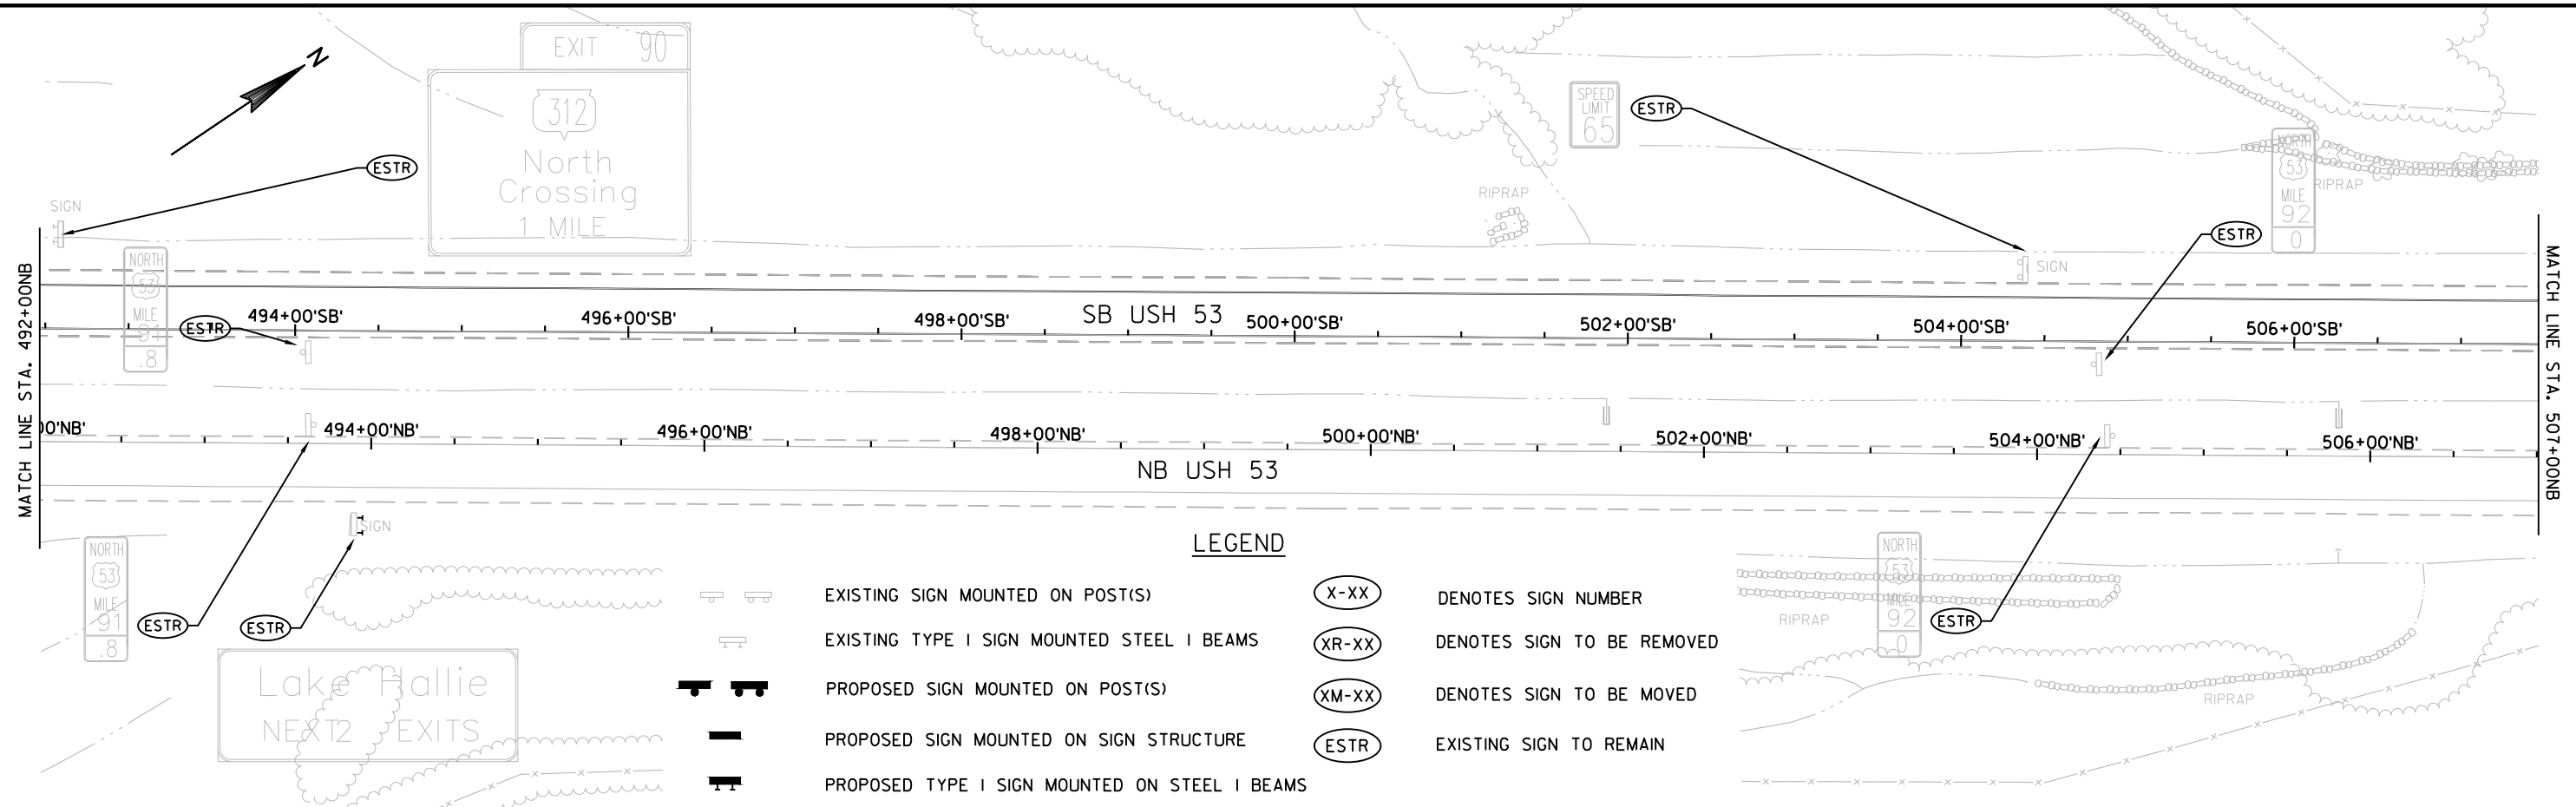 N
EXIT 90
312
North
Crossing
1 MILE
ESTR
SIGN
SPEED
LIMIT
65
ESTR
RIPRAP
NORTH
53
MILE
92
0
RIPRAP
ESTR
SIGN
NORTH
53
MILE
91
.8
ESTR
MATCH LINE STA. 492+00NB
494+00'SB'
496+00'SB'
498+00'SB'
SB USH 53
500+00'SB'
502+00'SB'
504+00'SB'
506+00'SB'
MATCH LINE STA. 507+00NB
00'NB'
494+00'NB'
496+00'NB'
498+00'NB'
500+00'NB'
502+00'NB'
504+00'NB'
506+00'NB'
NB USH 53
SIGN
NORTH
53
MILE
91
.8
ESTR
ESTR
Lake Hallie
NEXT 2 EXITS
LEGEND
EXISTING SIGN MOUNTED ON POST(S)
EXISTING TYPE I SIGN MOUNTED STEEL I BEAMS
PROPOSED SIGN MOUNTED ON POST(S)
PROPOSED SIGN MOUNTED ON SIGN STRUCTURE
PROPOSED TYPE I SIGN MOUNTED ON STEEL I BEAMS
X-XX DENOTES SIGN NUMBER
XR-XX DENOTES SIGN TO BE REMOVED
XM-XX DENOTES SIGN TO BE MOVED
ESTR EXISTING SIGN TO REMAIN
NORTH
53
MILE
92
0
RIPRAP
ESTR
RIPRAP